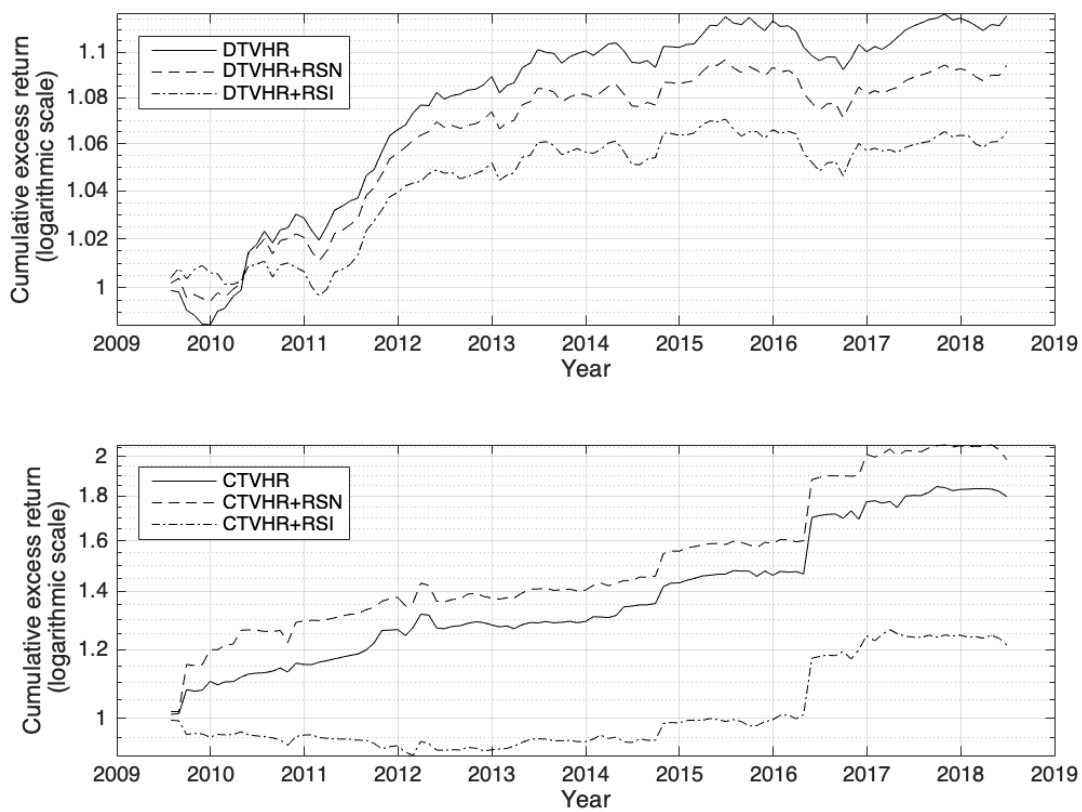 Cumulative excess return
(logarithmic scale)
1.1
1.08
1.06
1.04
1.02
1
DTVHR
DTVHR+RSN
DTVHR+RSI
2009 2010 2011 2012 2013 2014 2015 2016 2017 2018 2019
Year
Cumulative excess return
(logarithmic scale)
2
1.8
1.6
1.4
1.2
1
CTVHR
CTVHR+RSN
CTVHR+RSI
2009 2010 2011 2012 2013 2014 2015 2016 2017 2018 2019
Year